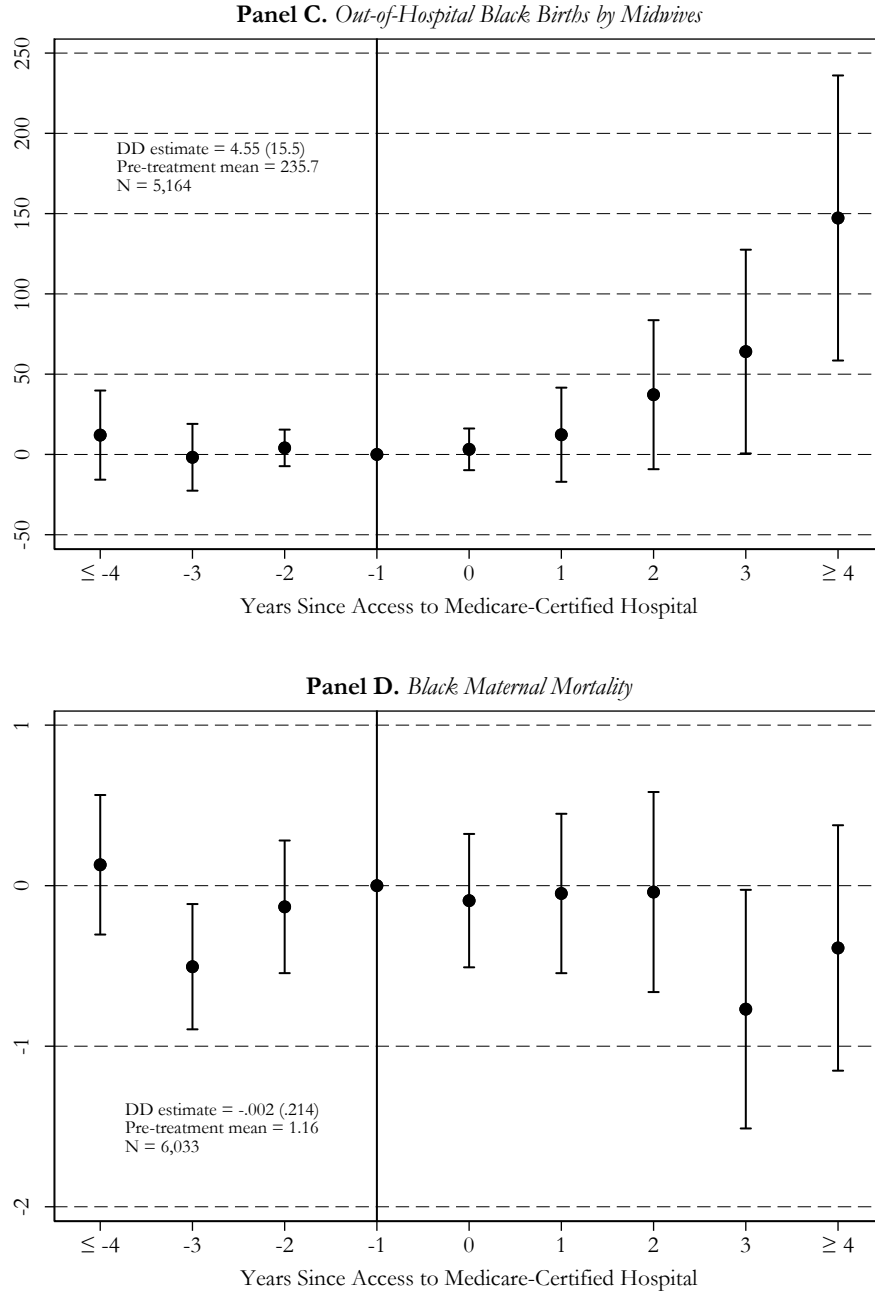 Panel C. Out-of-Hospital Black Births by Midwives
250
200
150
100
50
0
-50
DD estimate = 4.55 (15.5)
Pre-treatment mean = 235.7
N = 5,164
≤ -4 -3 -2 -1 0 1 2 3 ≥ 4
Years Since Access to Medicare-Certified Hospital
Panel D. Black Maternal Mortality
1
0
-1
-2
DD estimate = -.002 (.214)
Pre-treatment mean = 1.16
N = 6,033
≤ -4 -3 -2 -1 0 1 2 3 ≥ 4
Years Since Access to Medicare-Certified Hospital